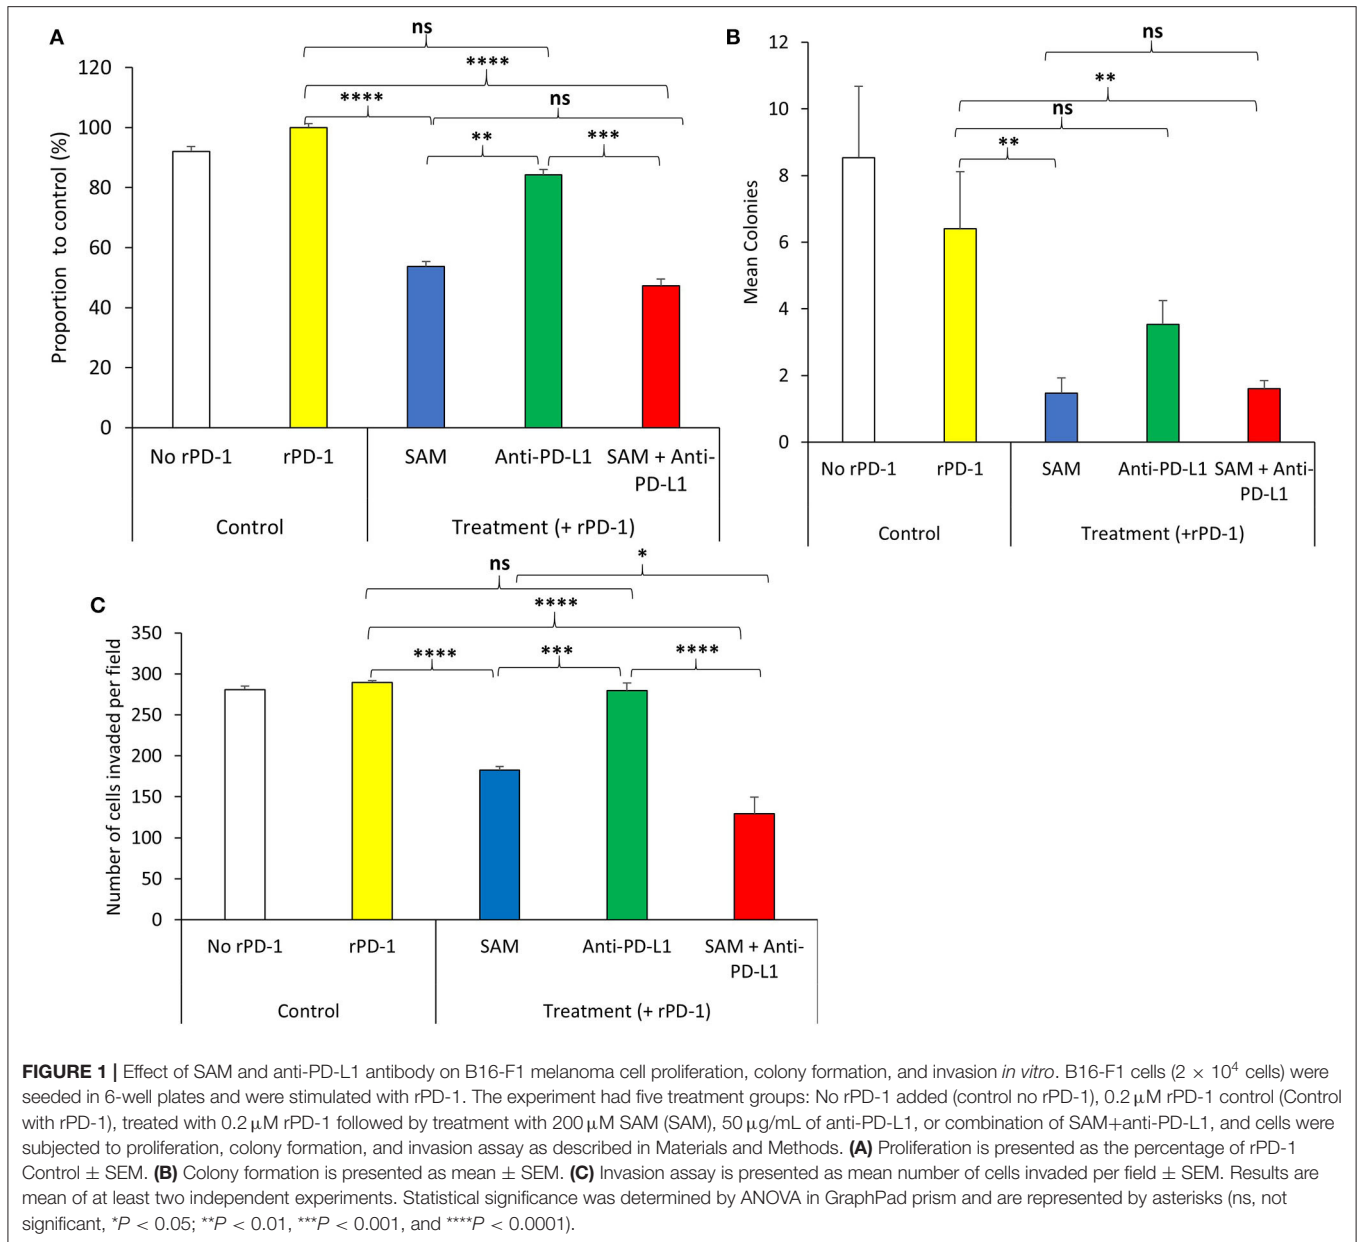 A
ns
****
****
ns
**
***
Proportion to control (%)
120
100
80
60
40
20
0
No rPD-1
rPD-1
SAM
Anti-PD-L1
SAM + Anti-
PD-L1
Control
Treatment (+ rPD-1)
B
ns
**
ns
**
Mean Colonies
12
10
8
6
4
2
0
No rPD-1
rPD-1
SAM
Anti-PD-L1
SAM + Anti-
PD-L1
Control
Treatment (+rPD-1)
C
*
ns
****
****
***
****
Number of cells invaded per field
350
300
250
200
150
100
50
0
No rPD-1
rPD-1
SAM
Anti-PD-L1
SAM + Anti-
PD-L1
Control
Treatment (+ rPD-1)
FIGURE 1 | Effect of SAM and anti-PD-L1 antibody on B16-F1 melanoma cell proliferation, colony formation, and invasion in vitro. B16-F1 cells (2 × 10⁴ cells) were
seeded in 6-well plates and were stimulated with rPD-1. The experiment had five treatment groups: No rPD-1 added (control no rPD-1), 0.2 μM rPD-1 control (Control
with rPD-1), treated with 0.2 μM rPD-1 followed by treatment with 200 μM SAM (SAM), 50 μg/mL of anti-PD-L1, or combination of SAM+anti-PD-L1, and cells were
subjected to proliferation, colony formation, and invasion assay as described in Materials and Methods. (A) Proliferation is presented as the percentage of rPD-1
Control ± SEM. (B) Colony formation is presented as mean ± SEM. (C) Invasion assay is presented as mean number of cells invaded per field ± SEM. Results are
mean of at least two independent experiments. Statistical significance was determined by ANOVA in GraphPad prism and are represented by asterisks (ns, not
significant, *P < 0.05; **P < 0.01, ***P < 0.001, and ****P < 0.0001).